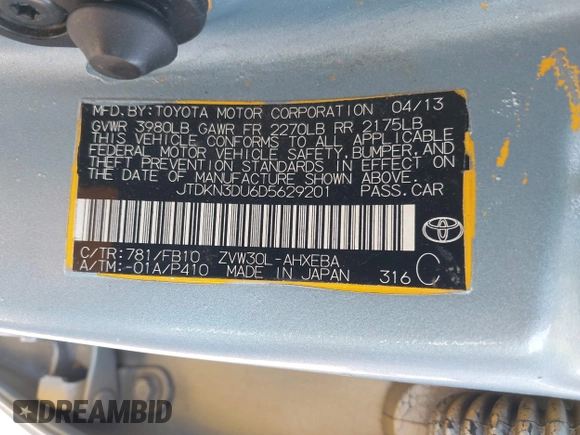 MFD.BY:TOYOTA MOTOR CORPORATION 04/13
GVWR 3980LB GAWR FR 2270LB RR 2175LB
THIS VEHICLE CONFORMS TO ALL APPLICABLE
FEDERAL MOTOR VEHICLE SAFETY, BUMPER, AND
THEFT PREVENTION STANDARDS IN EFFECT ON
THE DATE OF MANUFACTURE SHOWN ABOVE.
JTDKN3DU6D5629201 PASS.CAR
C/TR:781/FB10 ZVW30L-AHXEBA
A/TM:-01A/P410 MADE IN JAPAN 316 C
DREAMBID